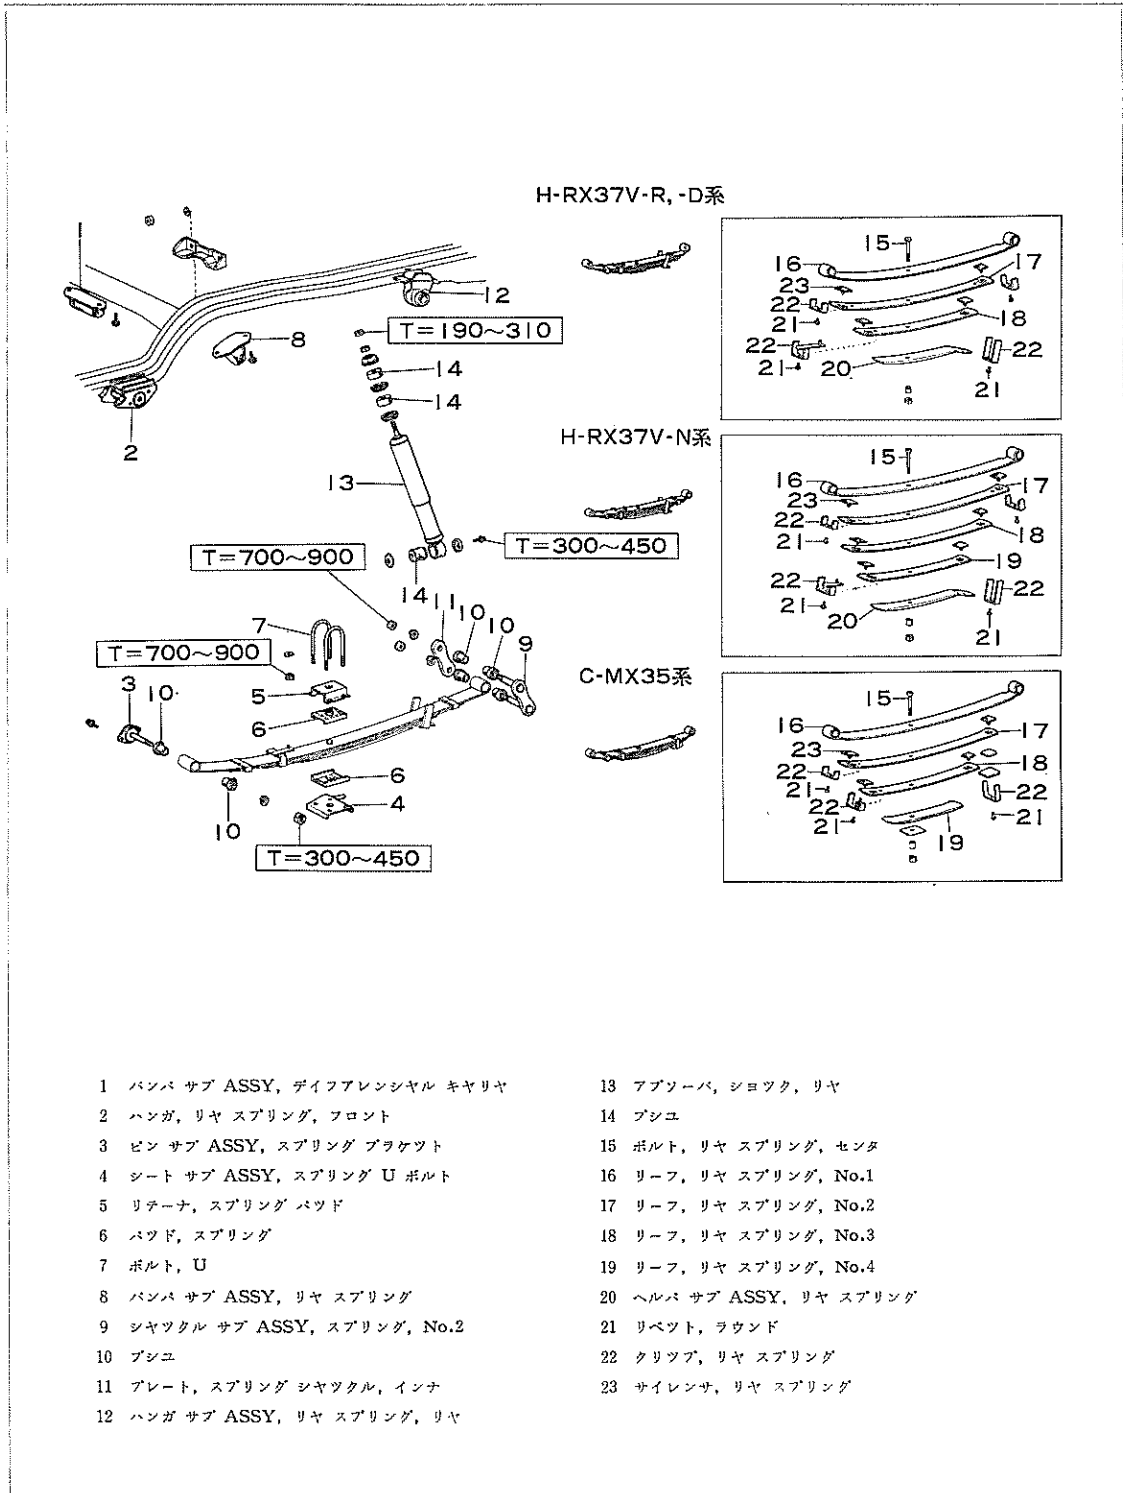 H-RX37V-R, -D系
1
15
16
17
12
23
22
T=190~310
8
21
18
14
22
22
20
21
21
14
2
H-RX37V-N系
15
16
13
17
23
22
T=300~450
T=700~900
21
18
19
22
22
14
11
10
10
21
20
21
7
9
T=700~900
C-MX35系
3
10
5
15
16
17
6
23
22
18
6
21
22
22
4
21
21
10
19
T=300~450
1 バンパ サブ ASSY, デイフアレンシヤル キヤリヤ
2 ハンガ, リヤ スプリング, フロント
3 ピン サブ ASSY, スプリング ブラケツト
4 シート サブ ASSY, スプリング U ボルト
5 リテーナ, スプリング パツド
6 パツド, スプリング
7 ボルト, U
8 バンパ サブ ASSY, リヤ スプリング
9 シヤツクル サブ ASSY, スプリング, No.2
10 ブシユ
11 プレート, スプリング シヤツクル, インナ
12 ハンガ サブ ASSY, リヤ スプリング, リヤ
13 アブソーバ, シヨツク, リヤ
14 ブシユ
15 ボルト, リヤ スプリング, センタ
16 リーフ, リヤ スプリング, No.1
17 リーフ, リヤ スプリング, No.2
18 リーフ, リヤ スプリング, No.3
19 リーフ, リヤ スプリング, No.4
20 ヘルパ サブ ASSY, リヤ スプリング
21 リベツト, ラウンド
22 クリツプ, リヤ スプリング
23 サイレンサ, リヤ スプリング